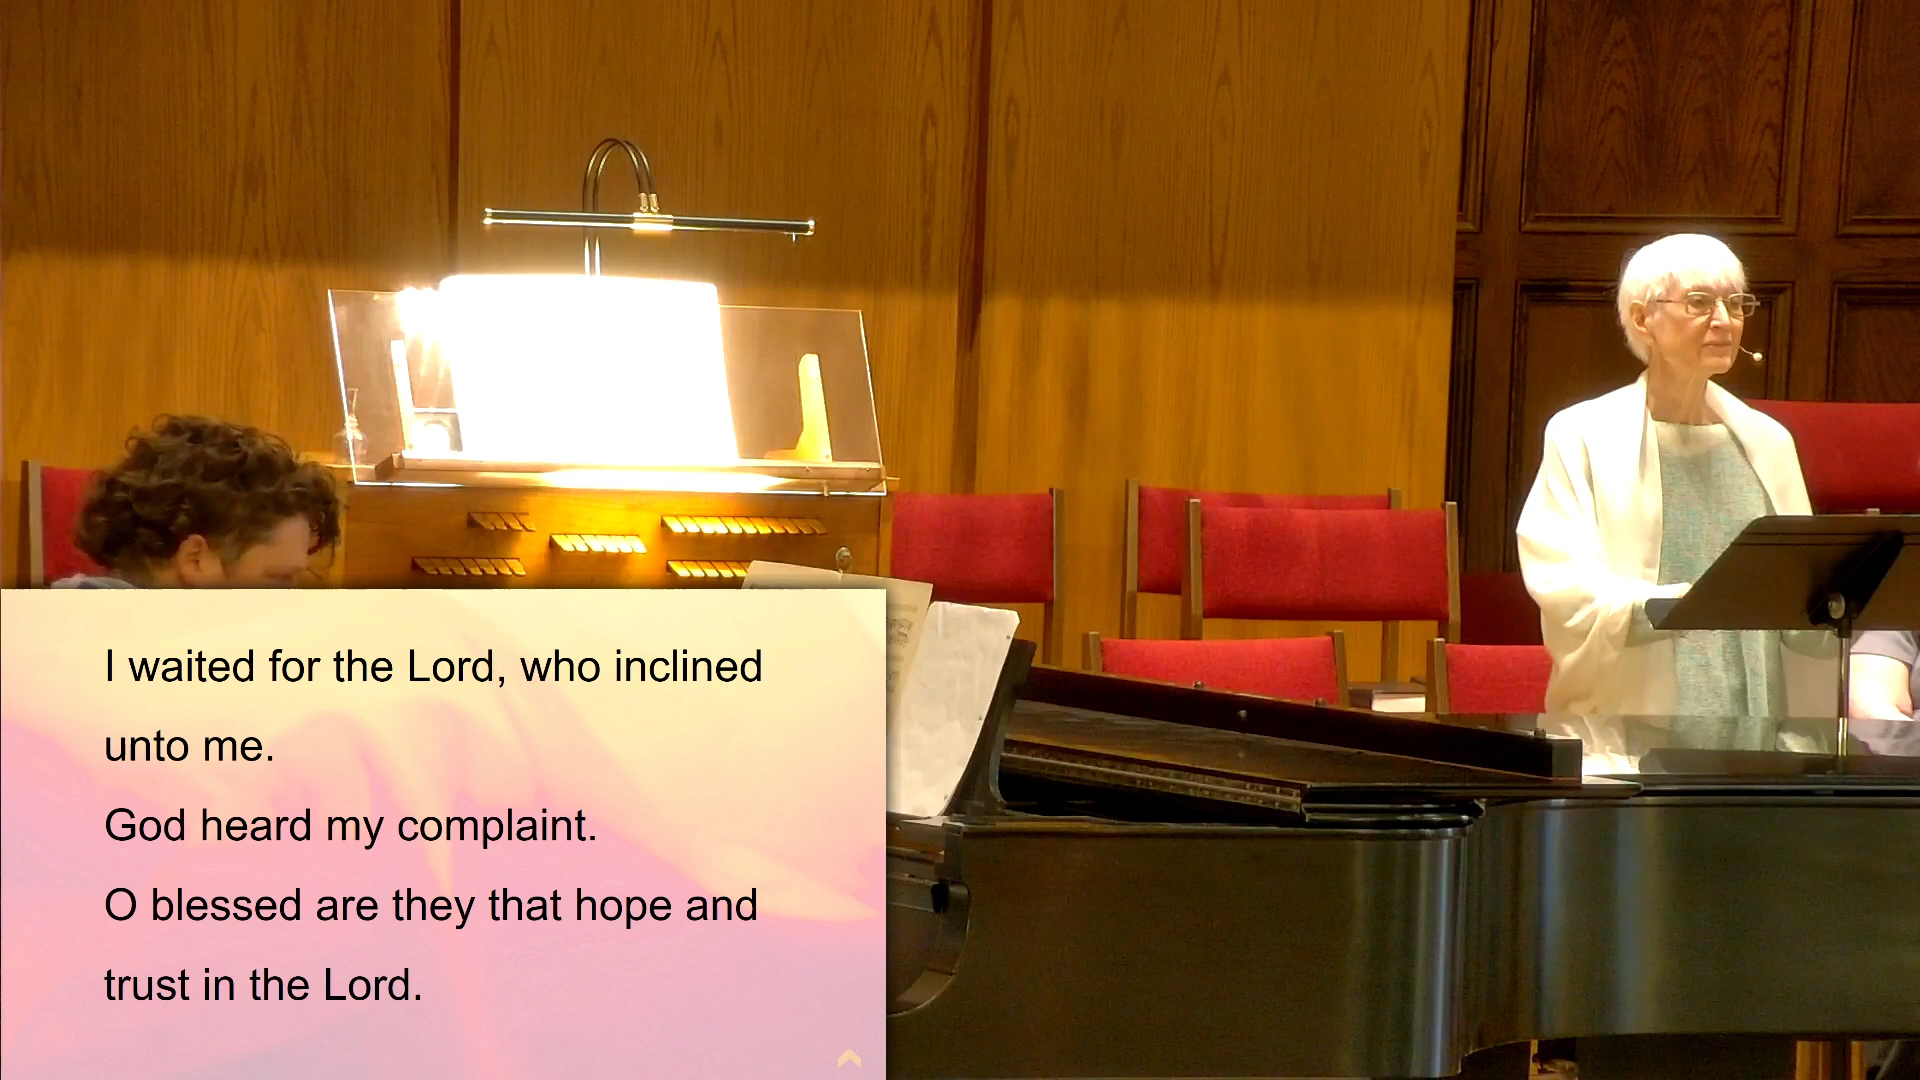 I waited for the Lord, who inclined
unto me.
God heard my complaint.
O blessed are they that hope and
trust in the Lord.